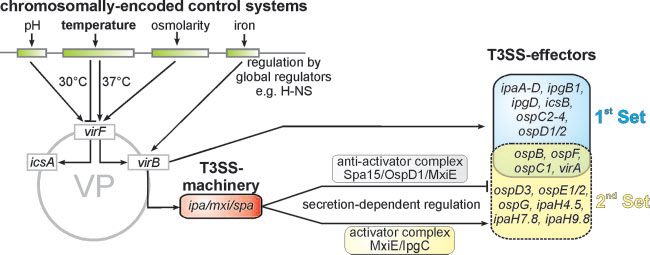 chromosomally-encoded control systems
pH
temperature
osmolarity
iron
30°C
37°C
regulation by
global regulators
e.g. H-NS
T3SS-effectors
ipaA-D, ipgB1,
ipgD, icsB,
ospC2-4,
ospD1/2
1st Set
virF
icsA
virB
VP
T3SS-
machinery
ipa/mxi/spa
anti-activator complex
Spa15/OspD1/MxiE
secretion-dependent regulation
activator complex
MxiE/IpgC
ospB, ospF,
ospC1, virA
ospD3, ospE1/2,
ospG, ipaH4.5,
ipaH7.8, ipaH9.8
2nd Set